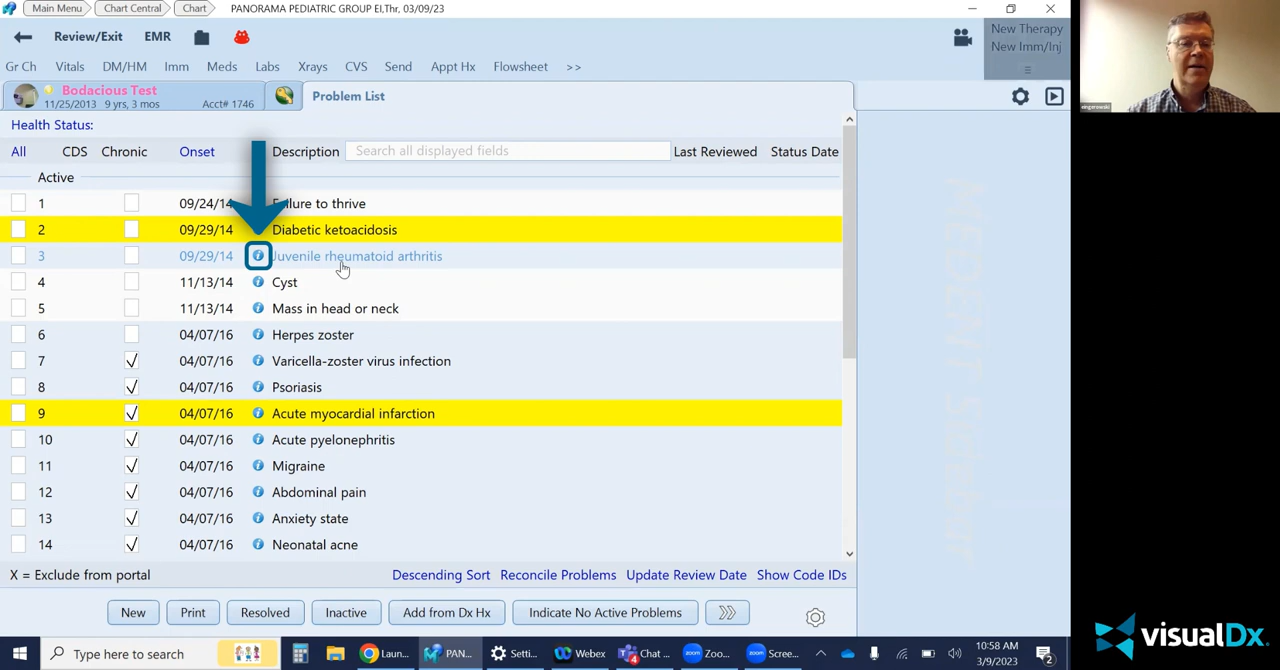 Main Menu Chart Central Chart PANORAMA PEDIATRIC GROUP El.Thr, 03/09/23
Review/Exit EMR
New Therapy
New Imm/Inj
Gr Ch Vitals DM/HM Imm Meds Labs Xrays CVS Send Appt Hx Flowsheet >>
Bodacious Test
11/25/2013 9 yrs, 3 mos Acct# 1746
Problem List
Health Status:
All CDS Chronic Onset Description Search all displayed fields Last Reviewed Status Date
Active
1 09/24/14 Failure to thrive
2 09/29/14 Diabetic ketoacidosis
3 09/29/14 Juvenile rheumatoid arthritis
4 11/13/14 Cyst
5 11/13/14 Mass in head or neck
6 04/07/16 Herpes zoster
7 04/07/16 Varicella-zoster virus infection
8 04/07/16 Psoriasis
9 04/07/16 Acute myocardial infarction
10 04/07/16 Acute pyelonephritis
11 04/07/16 Migraine
12 04/07/16 Abdominal pain
13 04/07/16 Anxiety state
14 04/07/16 Neonatal acne
X = Exclude from portal Descending Sort Reconcile Problems Update Review Date Show Code IDs
New Print Resolved Inactive Add from Dx Hx Indicate No Active Problems
Type here to search Laun... PAN... Setti... Webex Chat ... Zoo... Scree...
10:58 AM
3/9/2023
2
4
visualDx